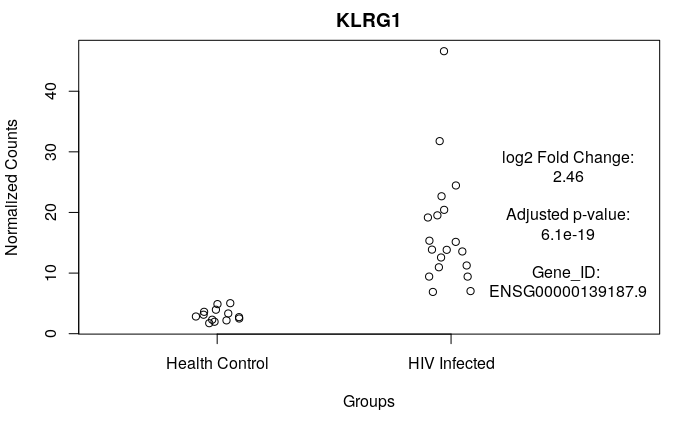 KLRG1
Normalized Counts
40
30
20
10
0
log2 Fold Change:
2.46
Adjusted p-value:
6.1e-19
Gene_ID:
ENSG00000139187.9
Health Control
HIV Infected
Groups